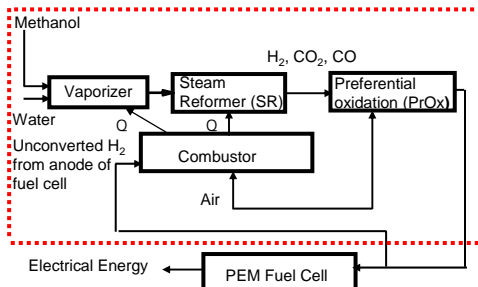 Methanol
H2, CO2, CO
Vaporizer
Steam
Reformer (SR)
Preferential
oxidation (PrOx)
Water
Q
Q
Unconverted H2
from anode of
fuel cell
Combustor
Air
Electrical Energy
PEM Fuel Cell